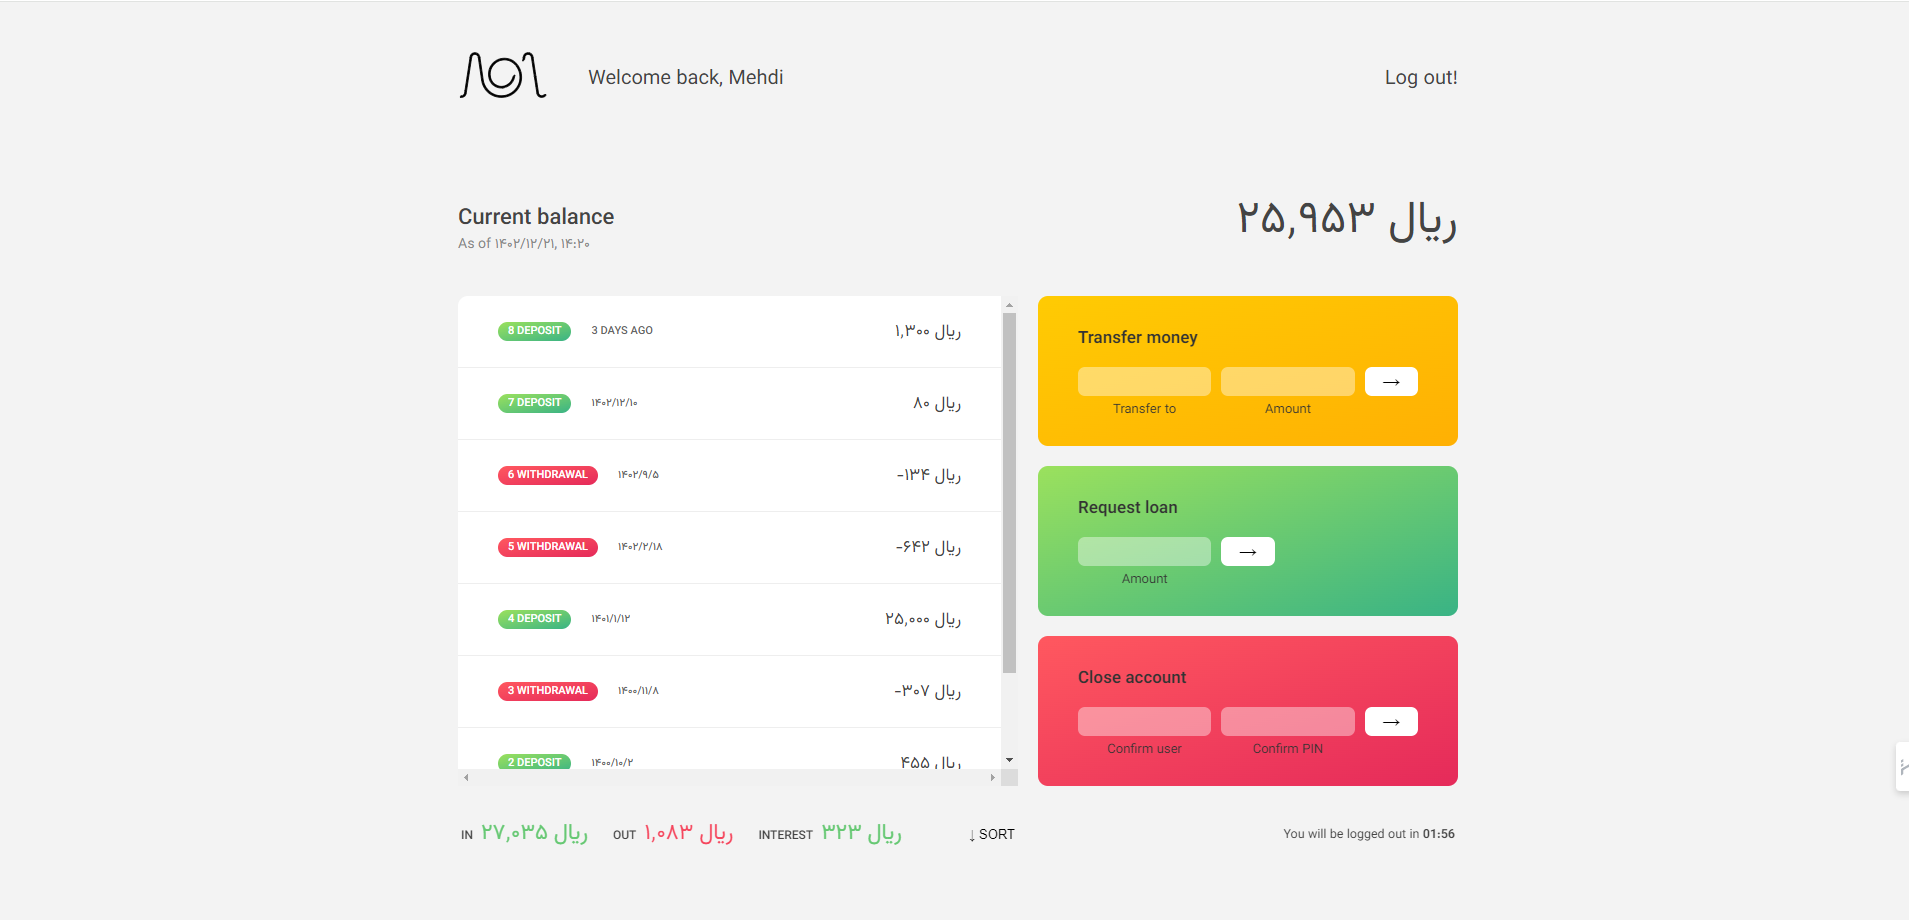 Welcome back, Mehdi
Log out!
Current balance
As of ۱۴۰۲/۱۲/۲۱, ۱۴:۲۰
ریال ۲۵,۹۵۳
8 DEPOSIT 3 DAYS AGO ریال ۱,۳۰۰
7 DEPOSIT ۱۴۰۲/۱۲/۱۰ ریال ۸۰
6 WITHDRAWAL ۱۴۰۲/۹/۵ ریال ۱۳۴-
5 WITHDRAWAL ۱۴۰۲/۲/۱۸ ریال ۶۴۲-
4 DEPOSIT ۱۴۰۱/۱/۱۲ ریال ۲۵,۰۰۰
3 WITHDRAWAL ۱۴۰۰/۱۱/۸ ریال ۳۰۷-
2 DEPOSIT ۱۴۰۰/۱۰/۲ ریال ۴۵۵
Transfer money
→
Transfer to Amount
Request loan
→
Amount
Close account
→
Confirm user Confirm PIN
IN ریال ۲۷,۰۳۵ OUT ریال ۱,۰۸۳ INTEREST ریال ۳۲۳ ↓ SORT
You will be logged out in 01:56